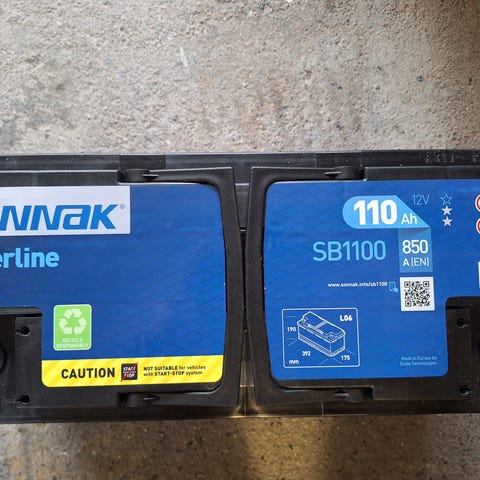 NNAK®
erline
RECYCLE
RESPONSIBLY
CAUTION
START STOP
NOT SUITABLE for vehicles
with START-STOP system
110 Ah
12V
SB1100
850
A (EN)
www.sonnak.info/sb1100
L06
190
392
175
mm
Made in Europe by
Exide Technologies